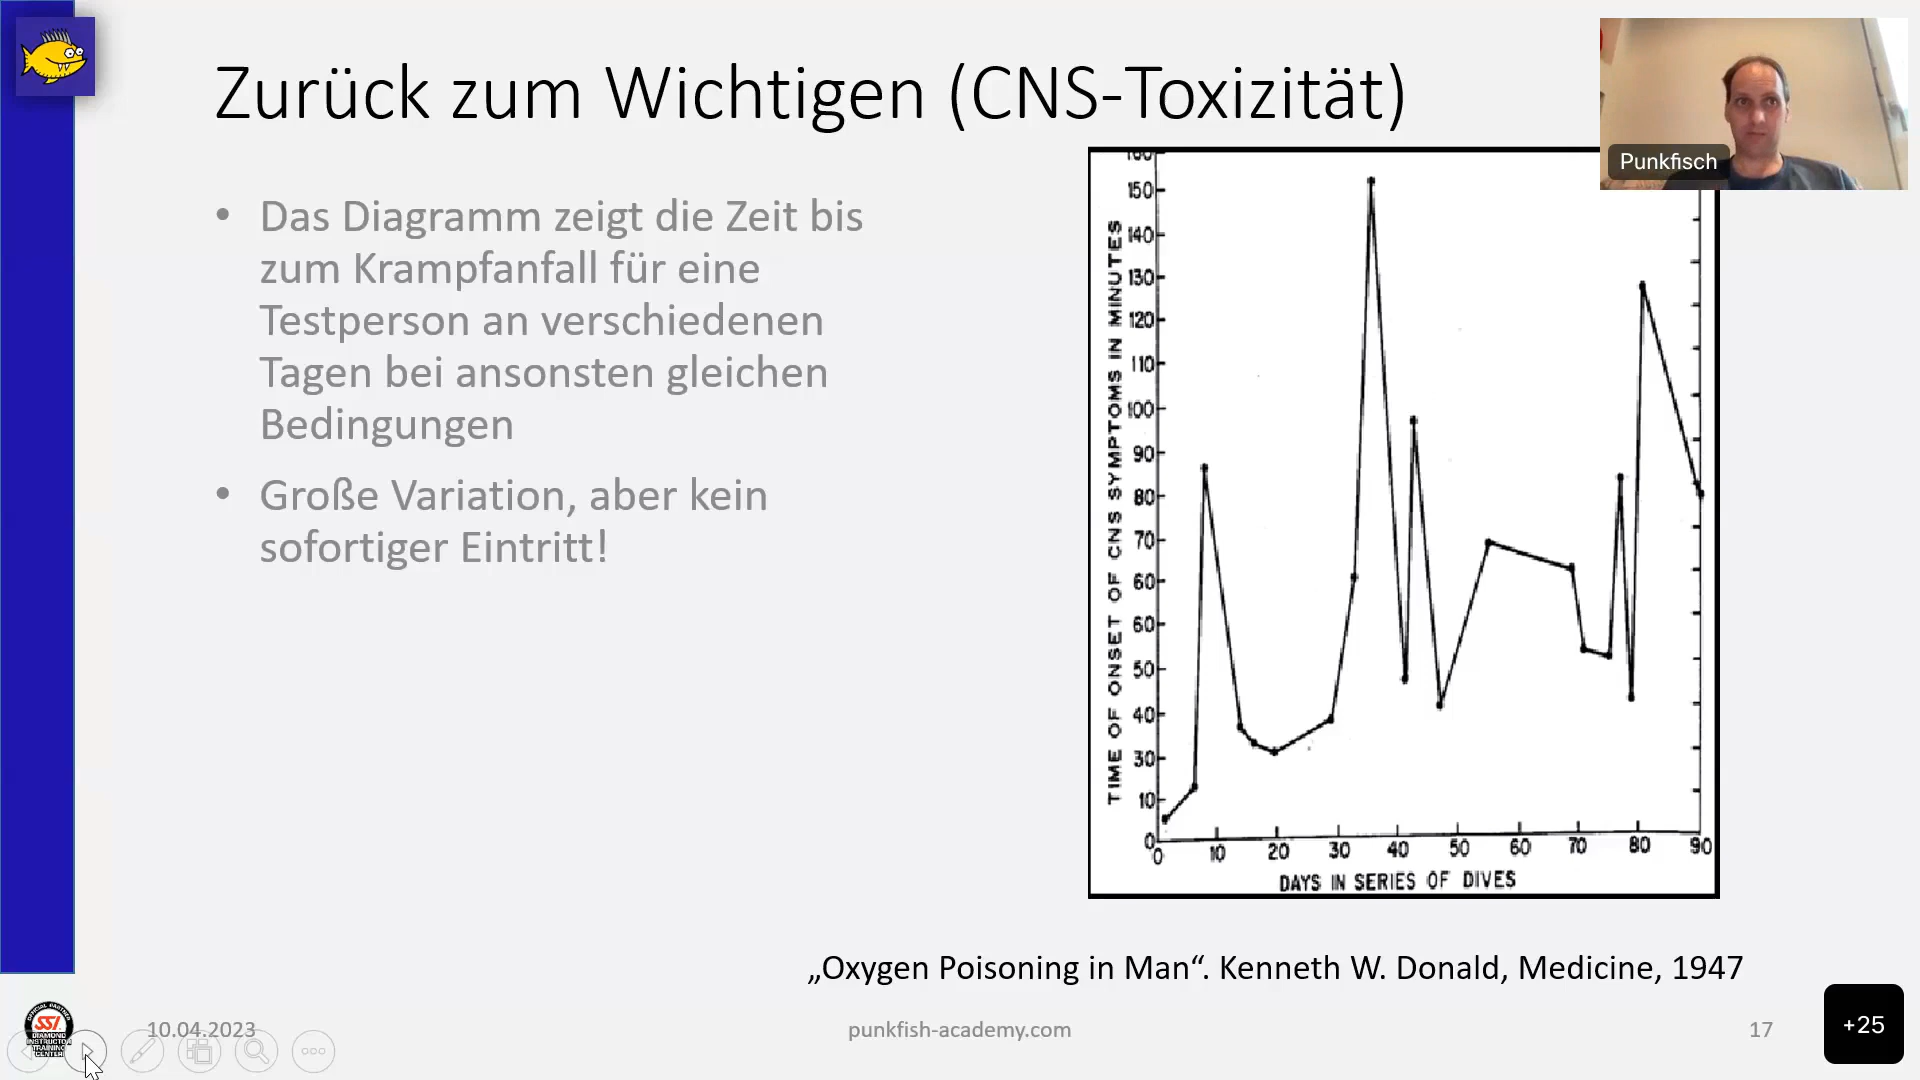 Zurück zum Wichtigen (CNS-Toxizität)
Punkfisch
• Das Diagramm zeigt die Zeit bis
zum Krampfanfall für eine
Testperson an verschiedenen
Tagen bei ansonsten gleichen
Bedingungen
• Große Variation, aber kein
sofortiger Eintritt!
TIME OF ONSET OF CNS SYMPTOMS IN MINUTES
150
140
130
120
110
100
90
80
70
60
60
50
40
30
10
0
0 10 20 30 40 50 60 70 80 90
DAYS IN SERIES OF DIVES
„Oxygen Poisoning in Man“. Kenneth W. Donald, Medicine, 1947
SSI
10.04.2023
punkfish-academy.com
17
+25